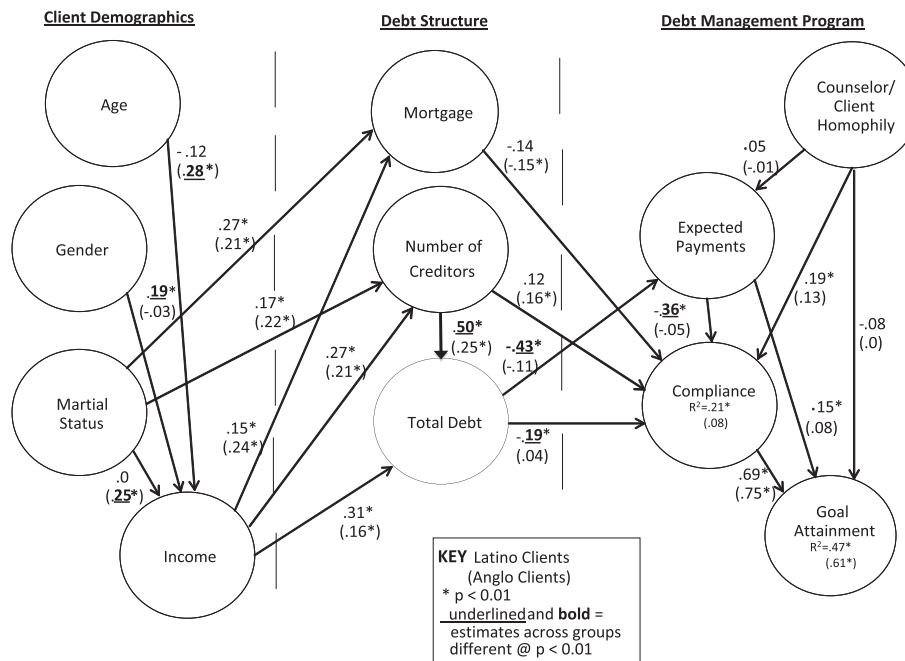 Client Demographics
Debt Structure
Debt Management Program
Age
Gender
Martial
Status
Income
Mortgage
Number of
Creditors
Total Debt
Counselor/
Client
Homophily
Expected
Payments
Compliance
R²=.21*
(.08)
Goal
Attainment
R²=.47*
(.61*)
- .12
(.28*)
.19*
(-.03)
.0
(.25*)
.27*
(.21*)
.17*
(.22*)
.15*
(.24*)
.27*
(.21*)
.31*
(.16*)
.50*
(.25*)
-.14
(-.15*)
.12
(.16*)
-.43*
(-.11)
-.19*
(.04)
.05
(-.01)
-.36*
(-.05)
.19*
(.13)
-.08
(.0)
.15*
(.08)
.69*
(.75*)
KEY Latino Clients
(Anglo Clients)
* p < 0.01
underlined and bold =
estimates across groups
different @ p < 0.01